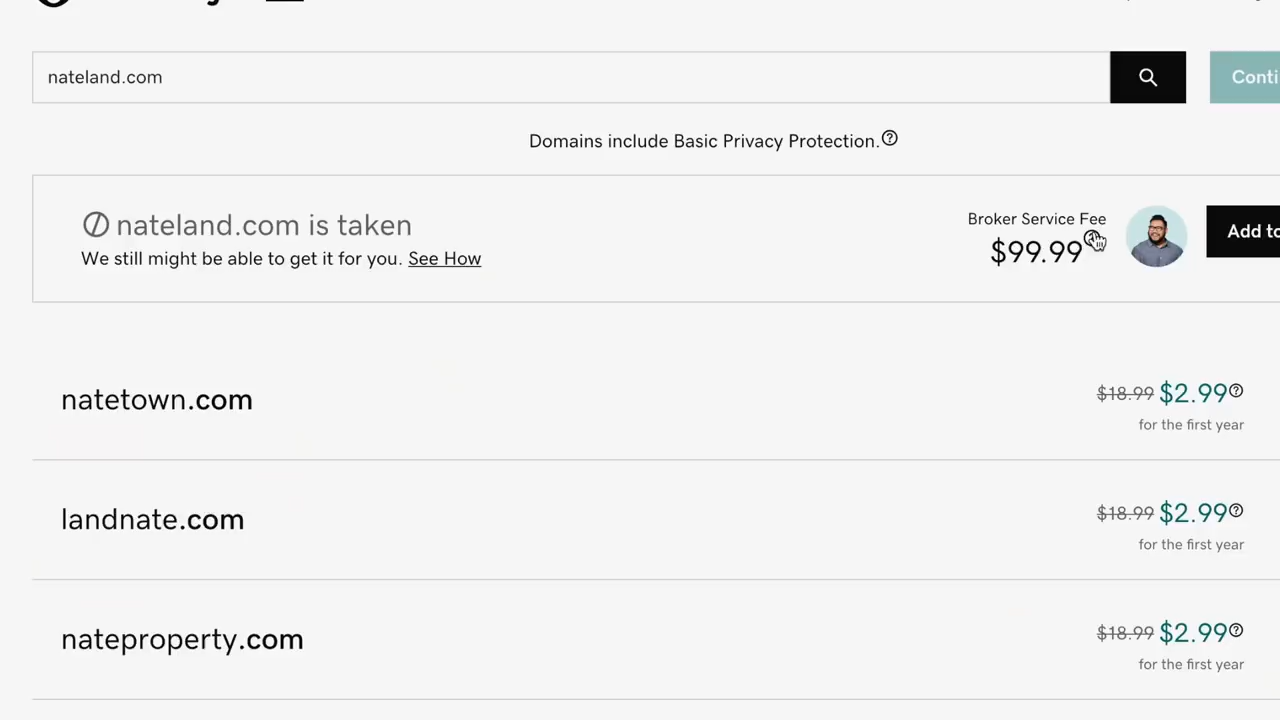 nateland.com
Conti
Domains include Basic Privacy Protection.
nateland.com is taken
We still might be able to get it for you. See How
Broker Service Fee
$99.99
Add to
natetown.com
$18.99 $2.99
for the first year
landnate.com
$18.99 $2.99
for the first year
nateproperty.com
$18.99 $2.99
for the first year